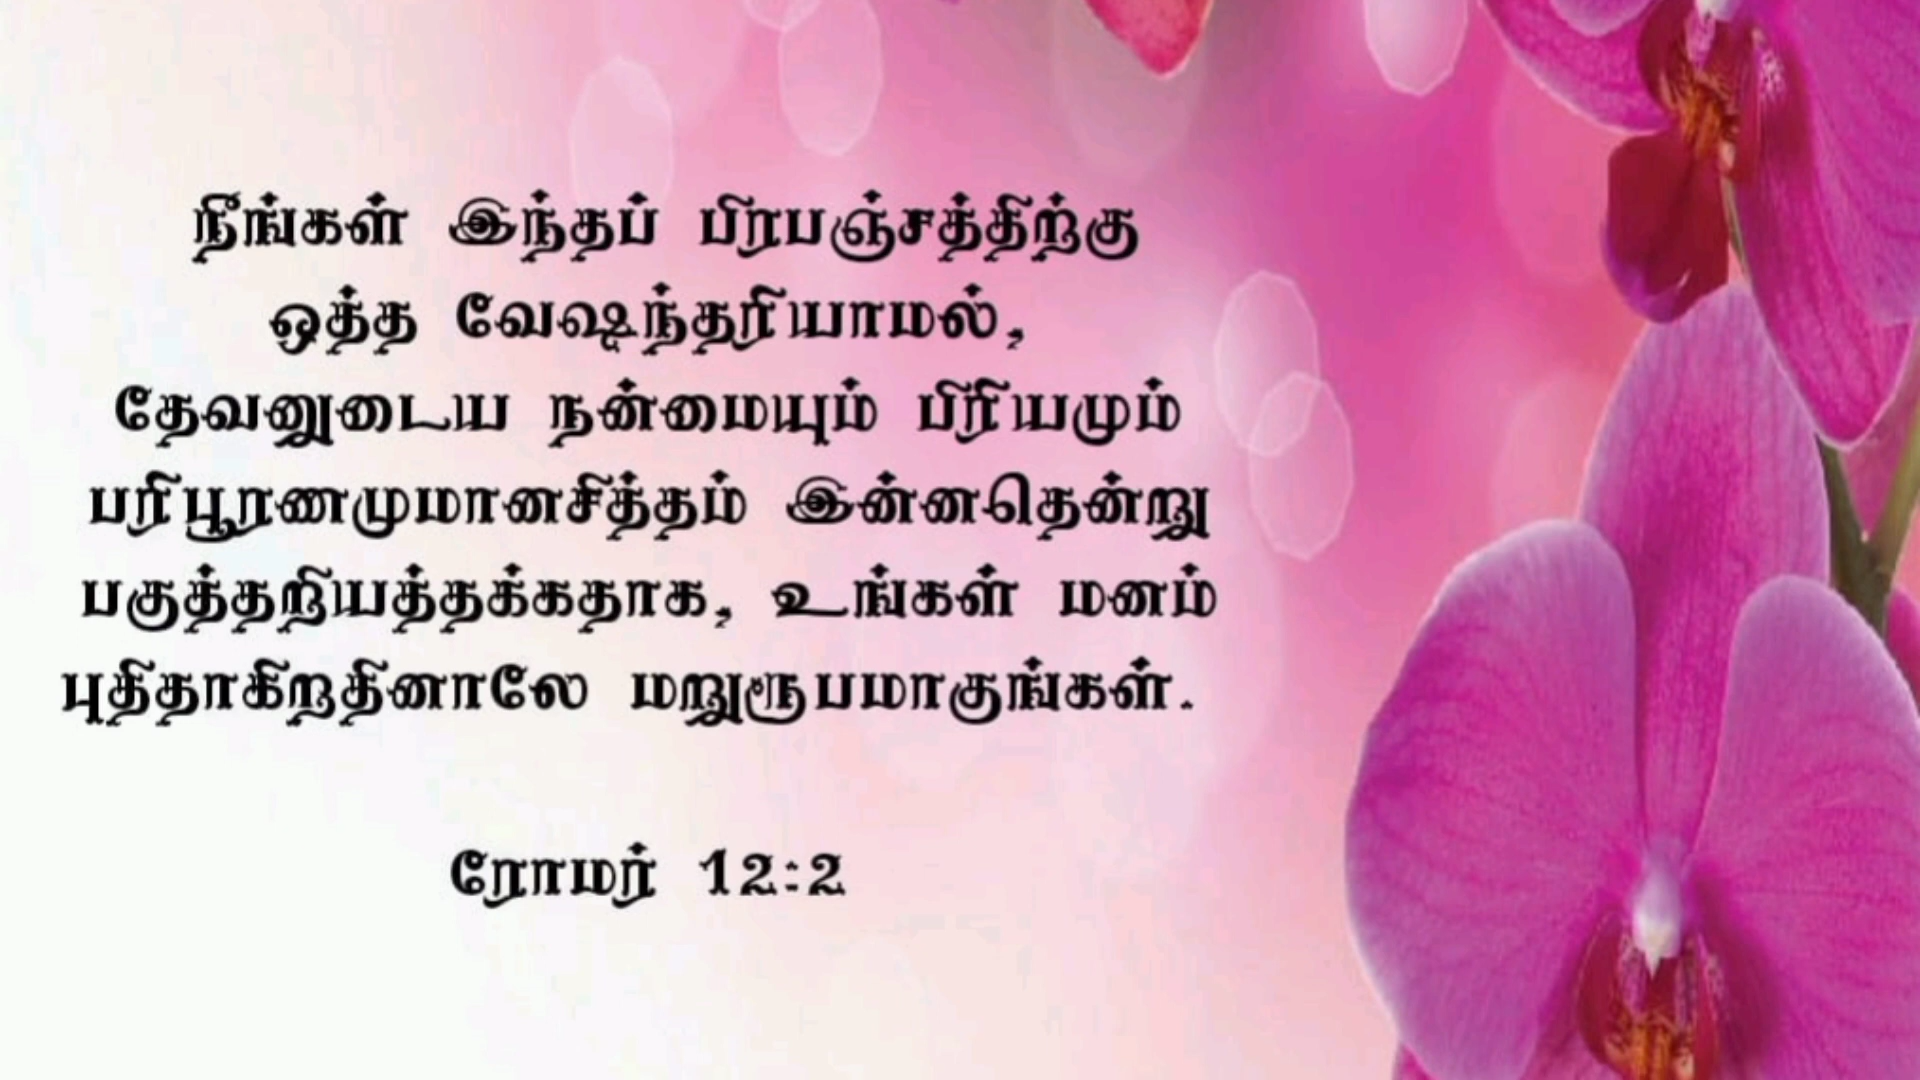 நீங்கள் இந்தப் பிரபஞ்சத்திற்கு
ஒத்த வேஷந்தரியாமல்,
தேவனுடைய நன்மையும் பிரியமும்
பரிபூரணமுமானசித்தம் இன்னதென்று
பகுத்தறியத்தக்கதாக, உங்கள் மனம்
புதிதாகிறதினாலே மறுரூபமாகுங்கள்.
ரோமர் 12:2